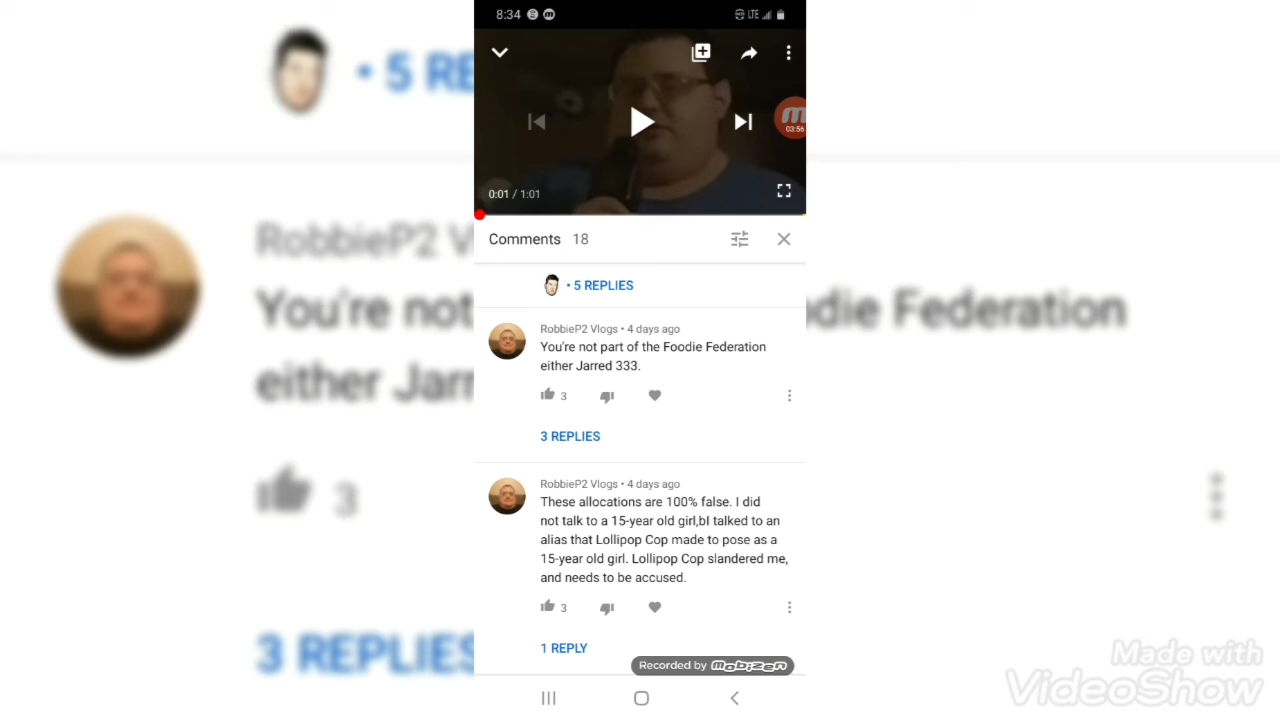 8:34
LTE
03:56
0:01 / 1:01
Comments 18
• 5 REPLIES
RobbieP2 Vlogs • 4 days ago
You're not part of the Foodie Federation
either Jarred 333.
3
3 REPLIES
RobbieP2 Vlogs • 4 days ago
These allocations are 100% false. I did
not talk to a 15-year old girl,bI talked to an
alias that Lollipop Cop made to pose as a
15-year old girl. Lollipop Cop slandered me,
and needs to be accused.
3
1 REPLY
Recorded by mobizen
• 5 RE
RobbieP2 V
You're not
die Federation
either Jarr
3
3 REPLIES
Made with
VideoShow